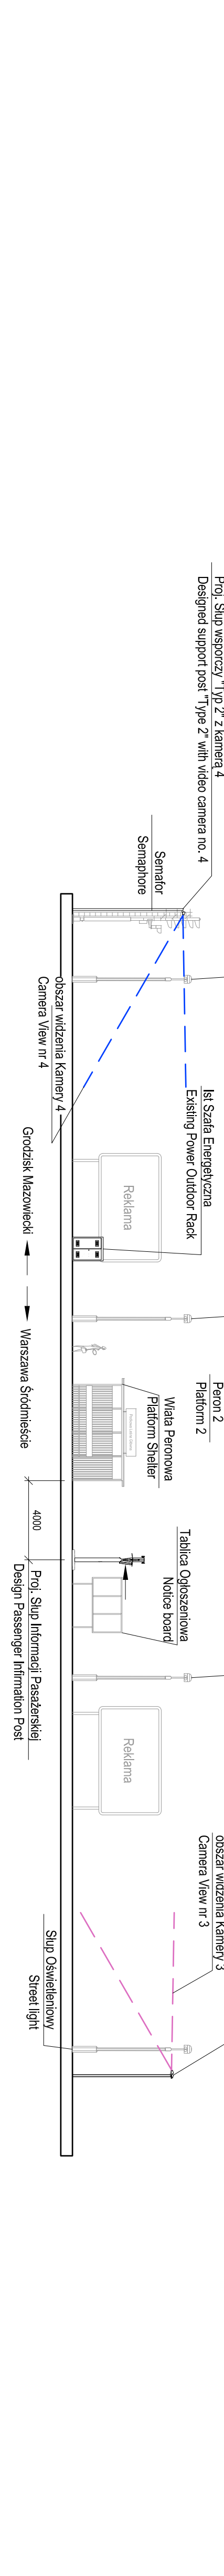 Proj. Słup wsporczy "Typ 2" z kamerą 4
Designed support post "Type 2" with video camera no. 4
Semafor
Semaphore
obszar widzenia Kamery 4
Camera View nr 4
Ist Szafa Energetyczna
Existing Power Outdoor Rack
Reklama
Grodzisk Mazowiecki
Warszawa Śródmieście
Peron 2
Platform 2
Wiata Peronowa
Platform Shelter
4000
Tablica Ogłoszeniowa
Notice board
Proj. Słup Informacji Pasażerskiej
Design Passenger Infirmation Post
Reklama
obszar widzenia Kamery 3
Camera View nr 3
Słup Oświetleniowy
Street light